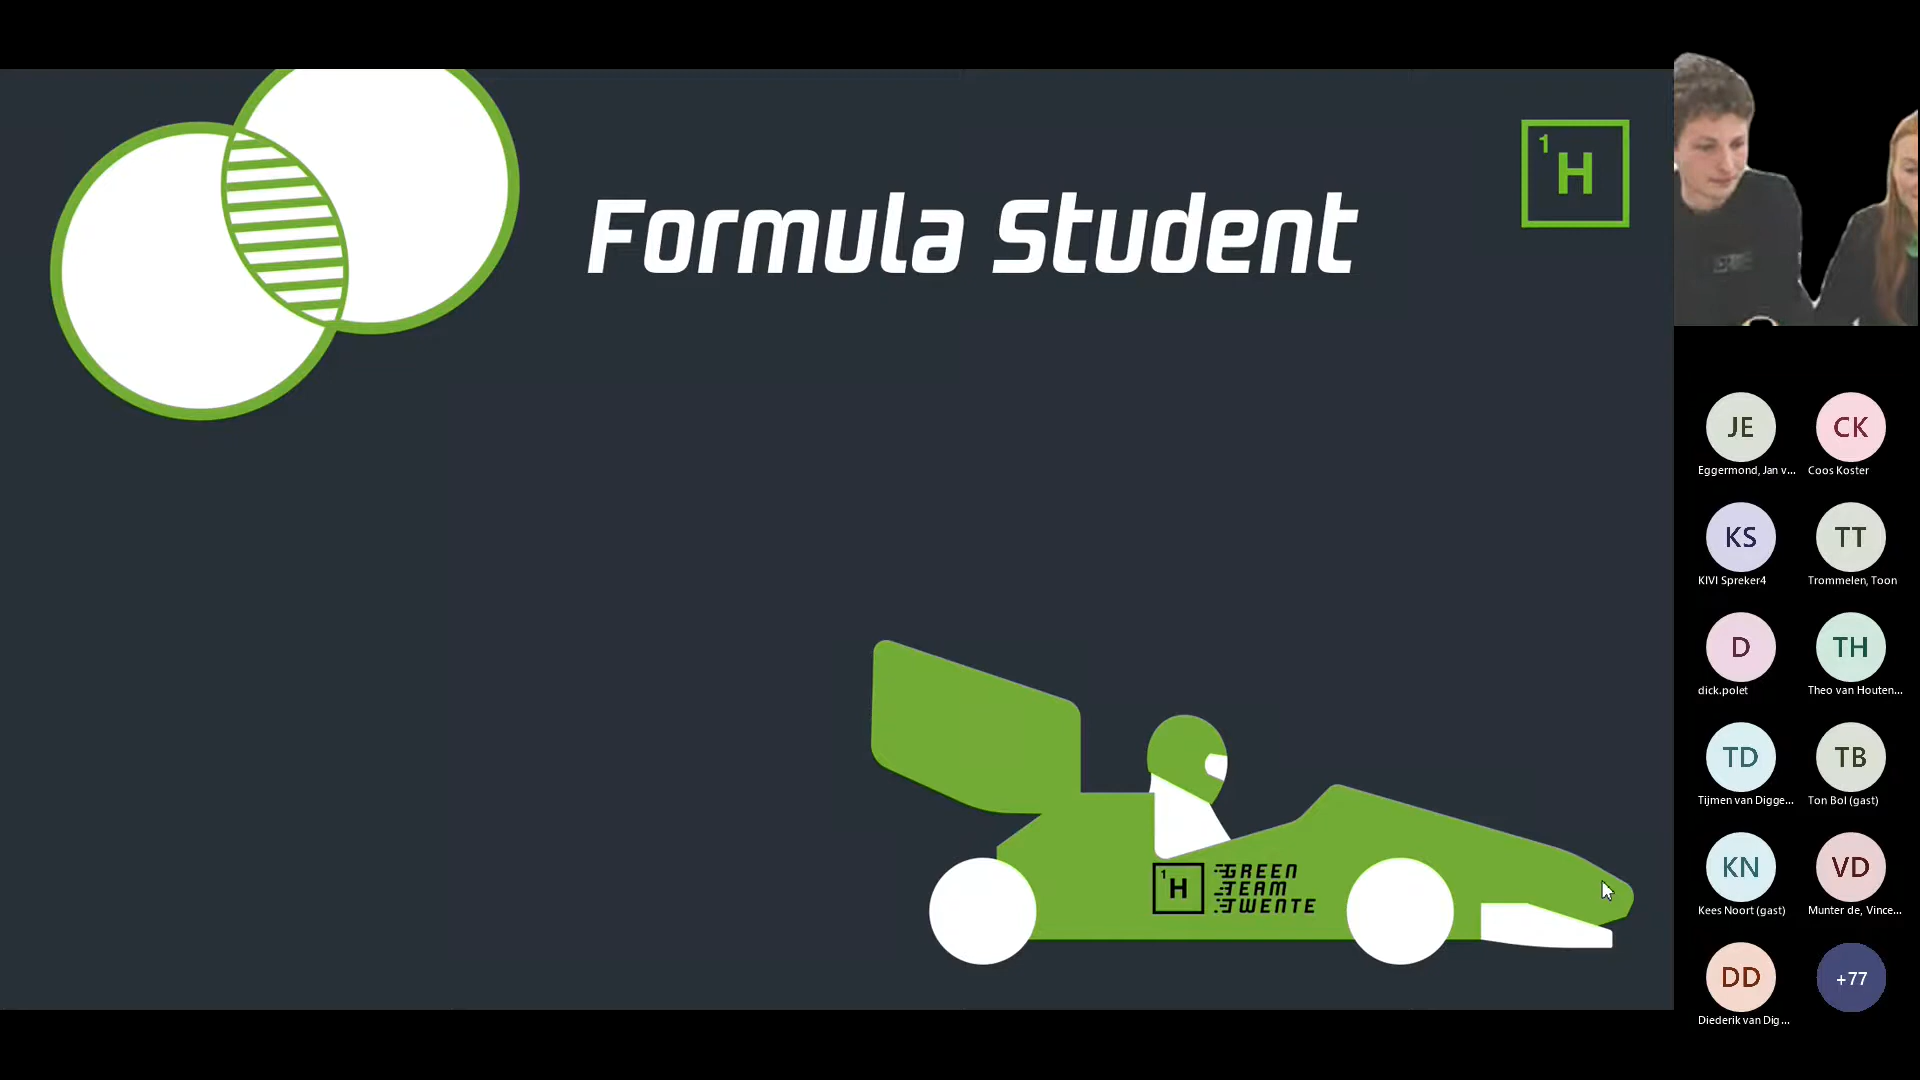 Formula Student
1
H
1
H
GREEN
TEAM
TWENTE
JE
Eggermond, Jan v...
CK
Coos Koster
KS
KIVI Spreker4
TT
Trommelen, Toon
D
dick.polet
TH
Theo van Houten...
TD
Tijmen van Digge...
TB
Ton Bol (gast)
KN
Kees Noort (gast)
VD
Munter de, Vince...
DD
Diederik van Dig...
+77